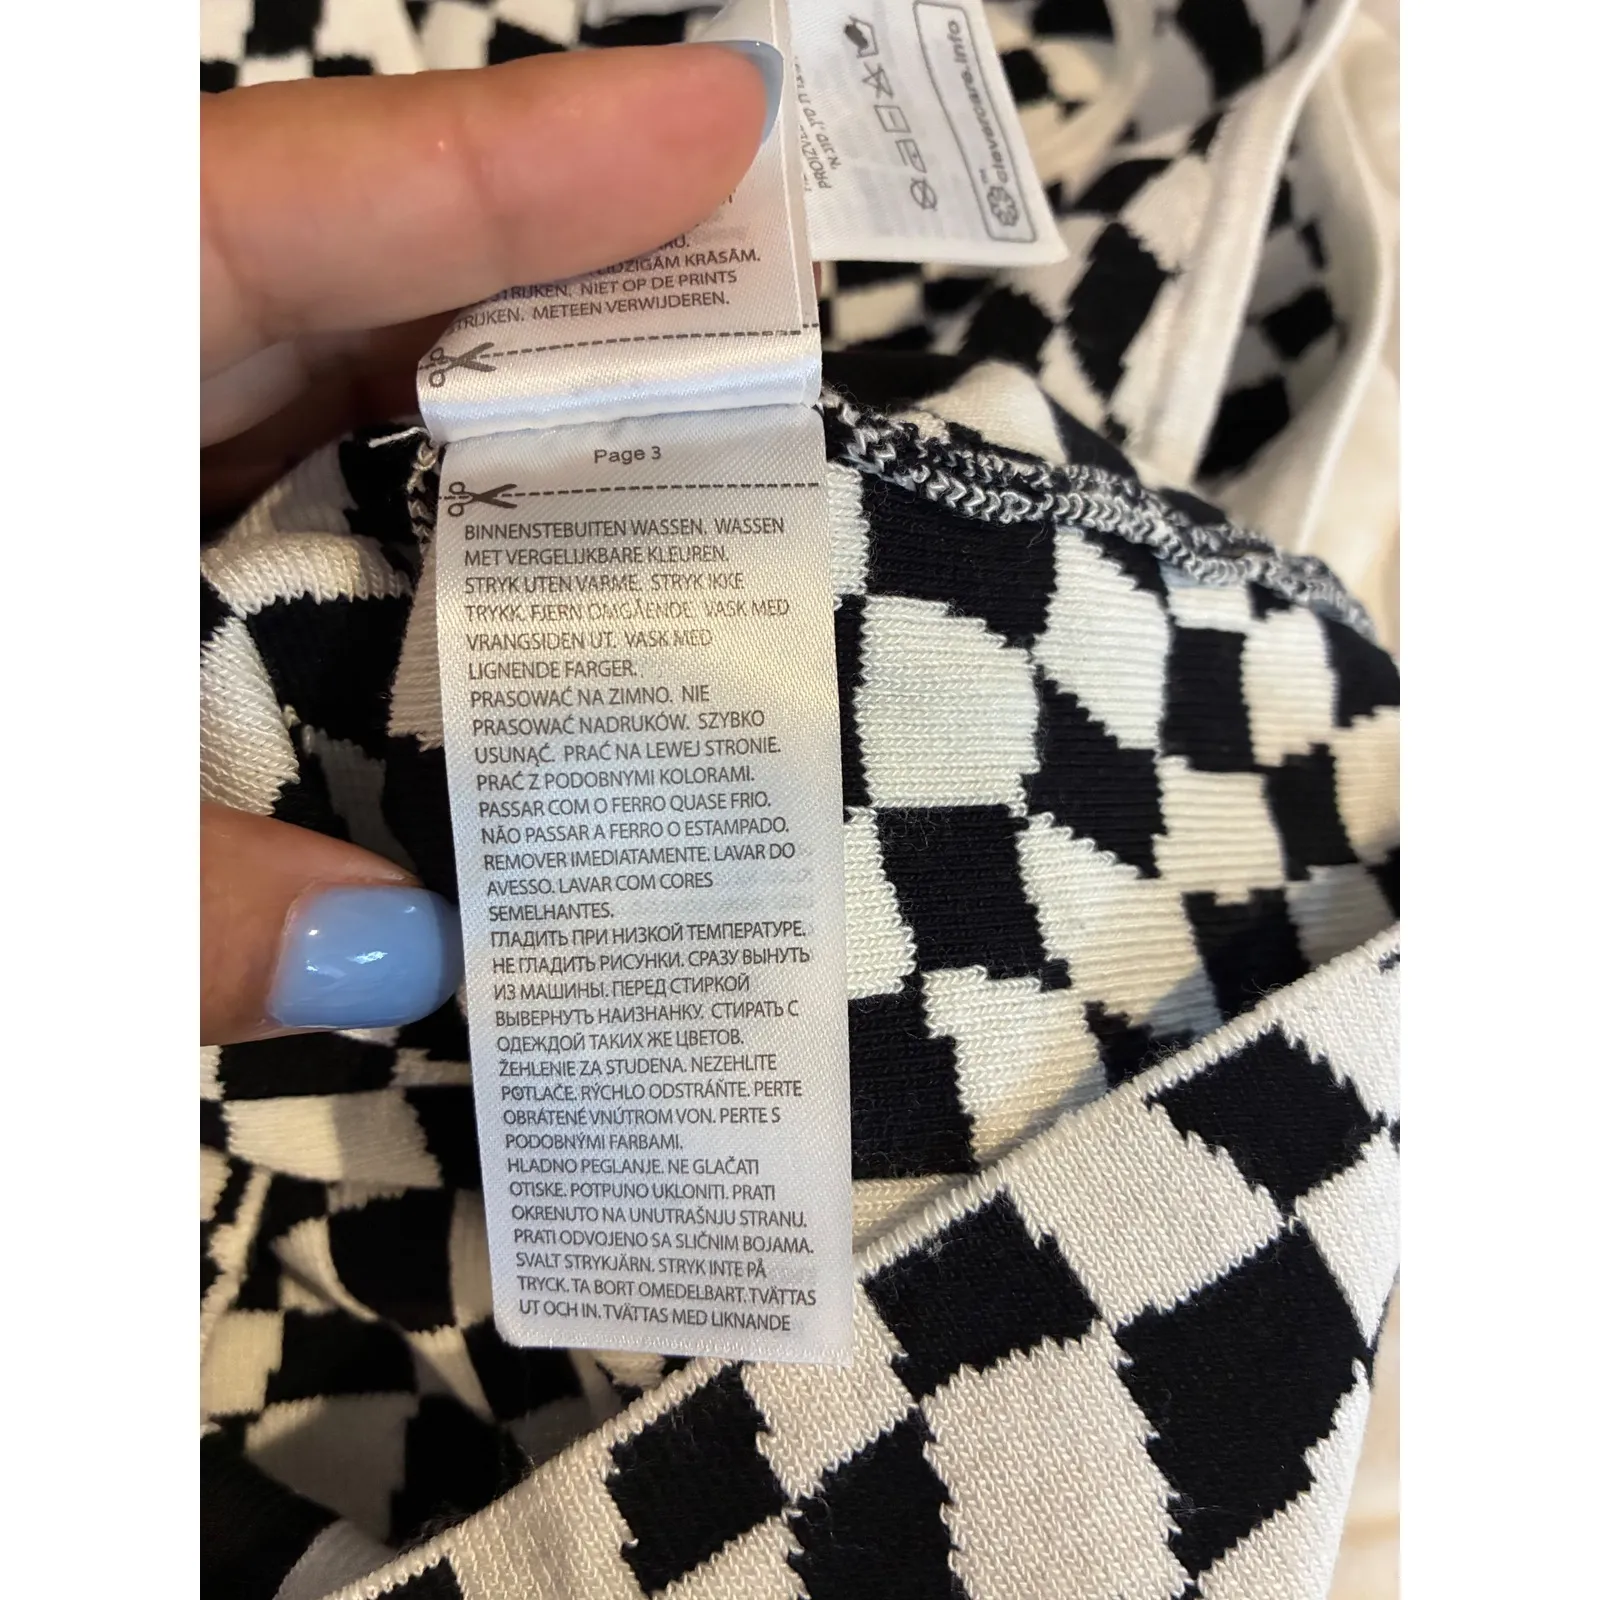 clevercare.info
PROIZV
RU.
LĪDZIGĀM KRĀSĀM.
STRIJKEN. NIET OP DE PRINTS
STRIJKEN. METEEN VERWIJDEREN.
Page 3
BINNENSTEBUITEN WASSEN. WASSEN
MET VERGELIJKBARE KLEUREN.
STRYK UTEN VARME. STRYK IKKE
TRYKK. FJERN OMGÅENDE. VASK MED
VRANGSIDEN UT. VASK MED
LIGNENDE FARGER.
PRASOWAĆ NA ZIMNO. NIE
PRASOWAĆ NADRUKÓW. SZYBKO
USUNĄĆ. PRAĆ NA LEWEJ STRONIE.
PRAĆ Z PODOBNYMI KOLORAMI.
PASSAR COM O FERRO QUASE FRIO.
NÃO PASSAR A FERRO O ESTAMPADO.
REMOVER IMEDIATAMENTE. LAVAR DO
AVESSO. LAVAR COM CORES
SEMELHANTES.
ГЛАДИТЬ ПРИ НИЗКОЙ ТЕМПЕРАТУРЕ.
НЕ ГЛАДИТЬ РИСУНКИ. СРАЗУ ВЫНУТЬ
ИЗ МАШИНЫ. ПЕРЕД СТИРКОЙ
ВЫВЕРНУТЬ НАИЗНАНКУ. СТИРАТЬ С
ОДЕЖДОЙ ТАКИХ ЖЕ ЦВЕТОВ.
ŽEHLENIE ZA STUDENA. NEZEHLITE
POTLAČE. RÝCHLO ODSTRÁŇTE. PERTE
OBRÁTENÉ VNÚTROM VON. PERTE S
PODOBNÝMI FARBAMI.
HLADNO PEGLANJE. NE GLAČATI
OTISKE. POTPUNO UKLONITI. PRATI
OKRENUTO NA UNUTRAŠNJU STRANU.
PRATI ODVOJENO SA SLIČNIM BOJAMA.
SVALT STRYKJÄRN. STRYK INTE PÅ
TRYCK. TA BORT OMEDELBART. TVÄTTAS
UT OCH IN. TVÄTTAS MED LIKNANDE